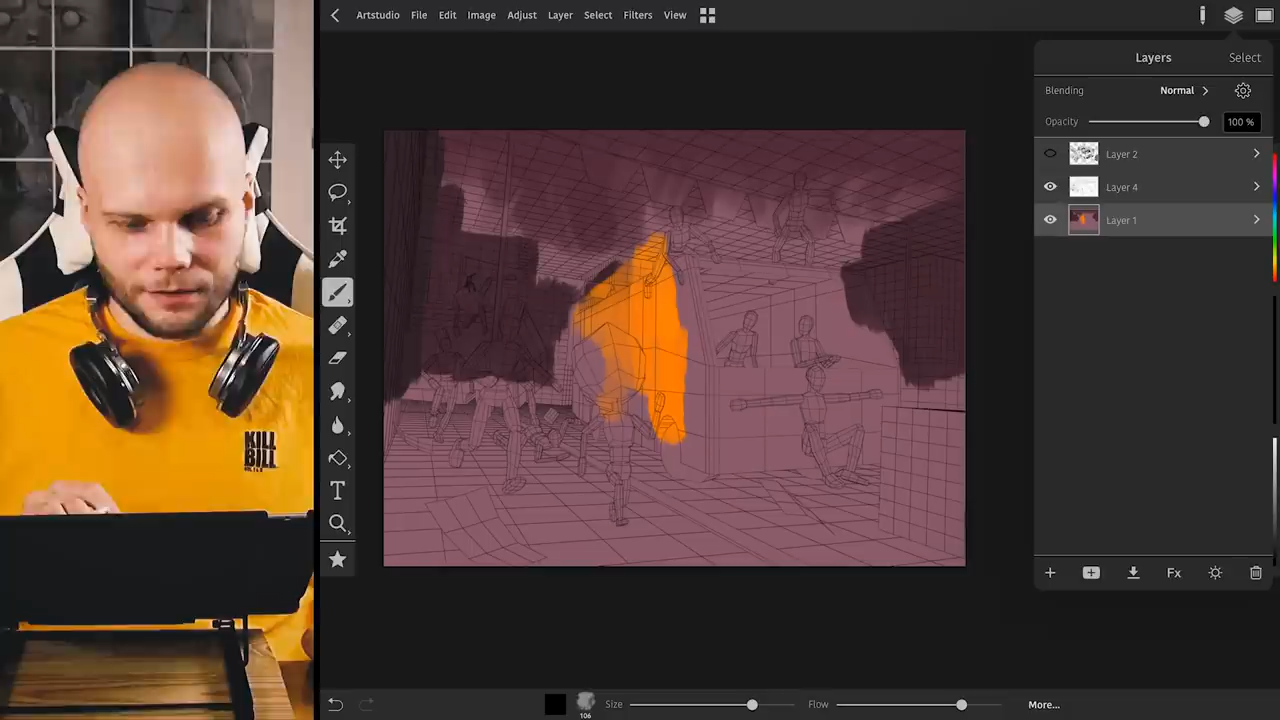 Artstudio File Edit Image Adjust Layer Select Filters View
Layers Select
Blending Normal
Opacity 100 %
Layer 2
Layer 4
Layer 1
KILL
BILL
Fx
T
106
Size
Flow
More...